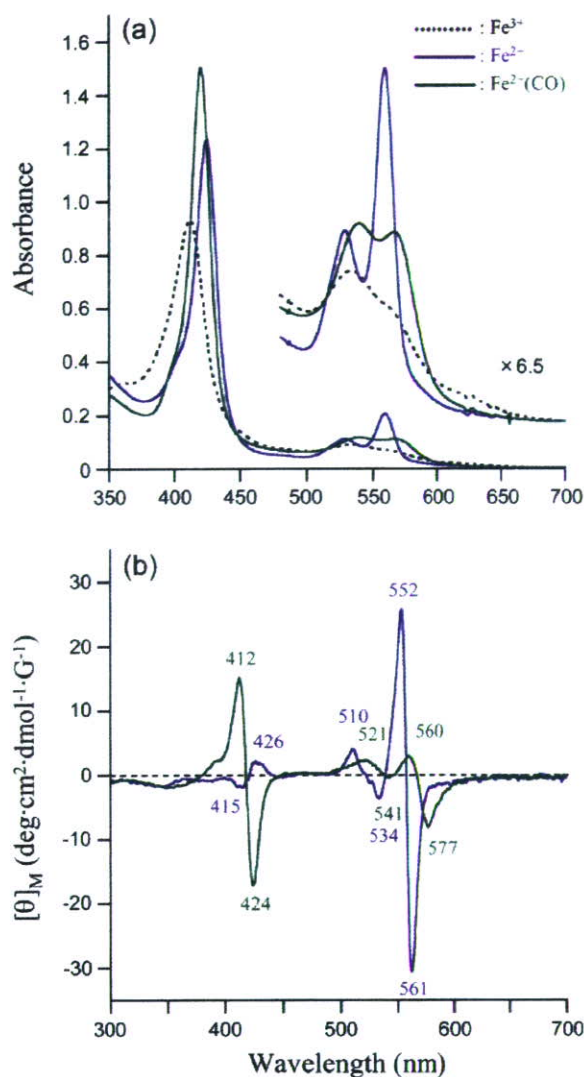 (a)
: Fe³⁺
: Fe²⁻
: Fe²⁻(CO)
Absorbance
1.6
1.4
1.2
1.0
0.8
0.6
0.4
0.2
0
× 6.5
350 400 450 500 550 600 650 700
(b)
[θ]M (deg·cm²·dmol⁻¹·G⁻¹)
30
20
10
0
-10
-20
-30
552
412
426
510
521
560
415
541
534
577
424
561
300 400 500 600 700
Wavelength (nm)